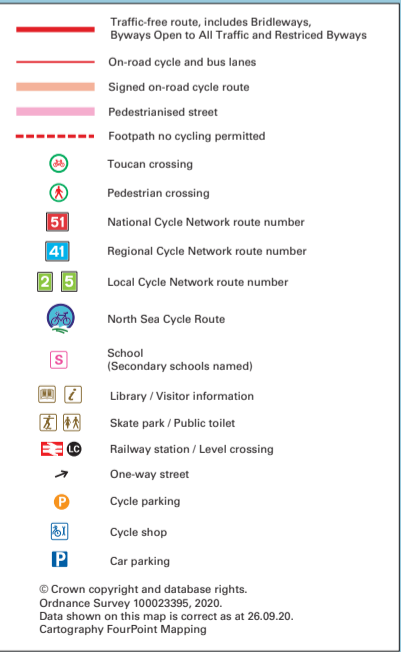 Traffic-free route, includes Bridleways,
Byways Open to All Traffic and Restriced Byways
On-road cycle and bus lanes
Signed on-road cycle route
Pedestrianised street
Footpath no cycling permitted
Toucan crossing
Pedestrian crossing
51 National Cycle Network route number
41 Regional Cycle Network route number
2 5 Local Cycle Network route number
North Sea Cycle Route
S School
(Secondary schools named)
i Library / Visitor information
Skate park / Public toilet
LC Railway station / Level crossing
One-way street
P Cycle parking
Cycle shop
P Car parking
© Crown copyright and database rights.
Ordnance Survey 100023395, 2020.
Data shown on this map is correct as at 26.09.20.
Cartography FourPoint Mapping